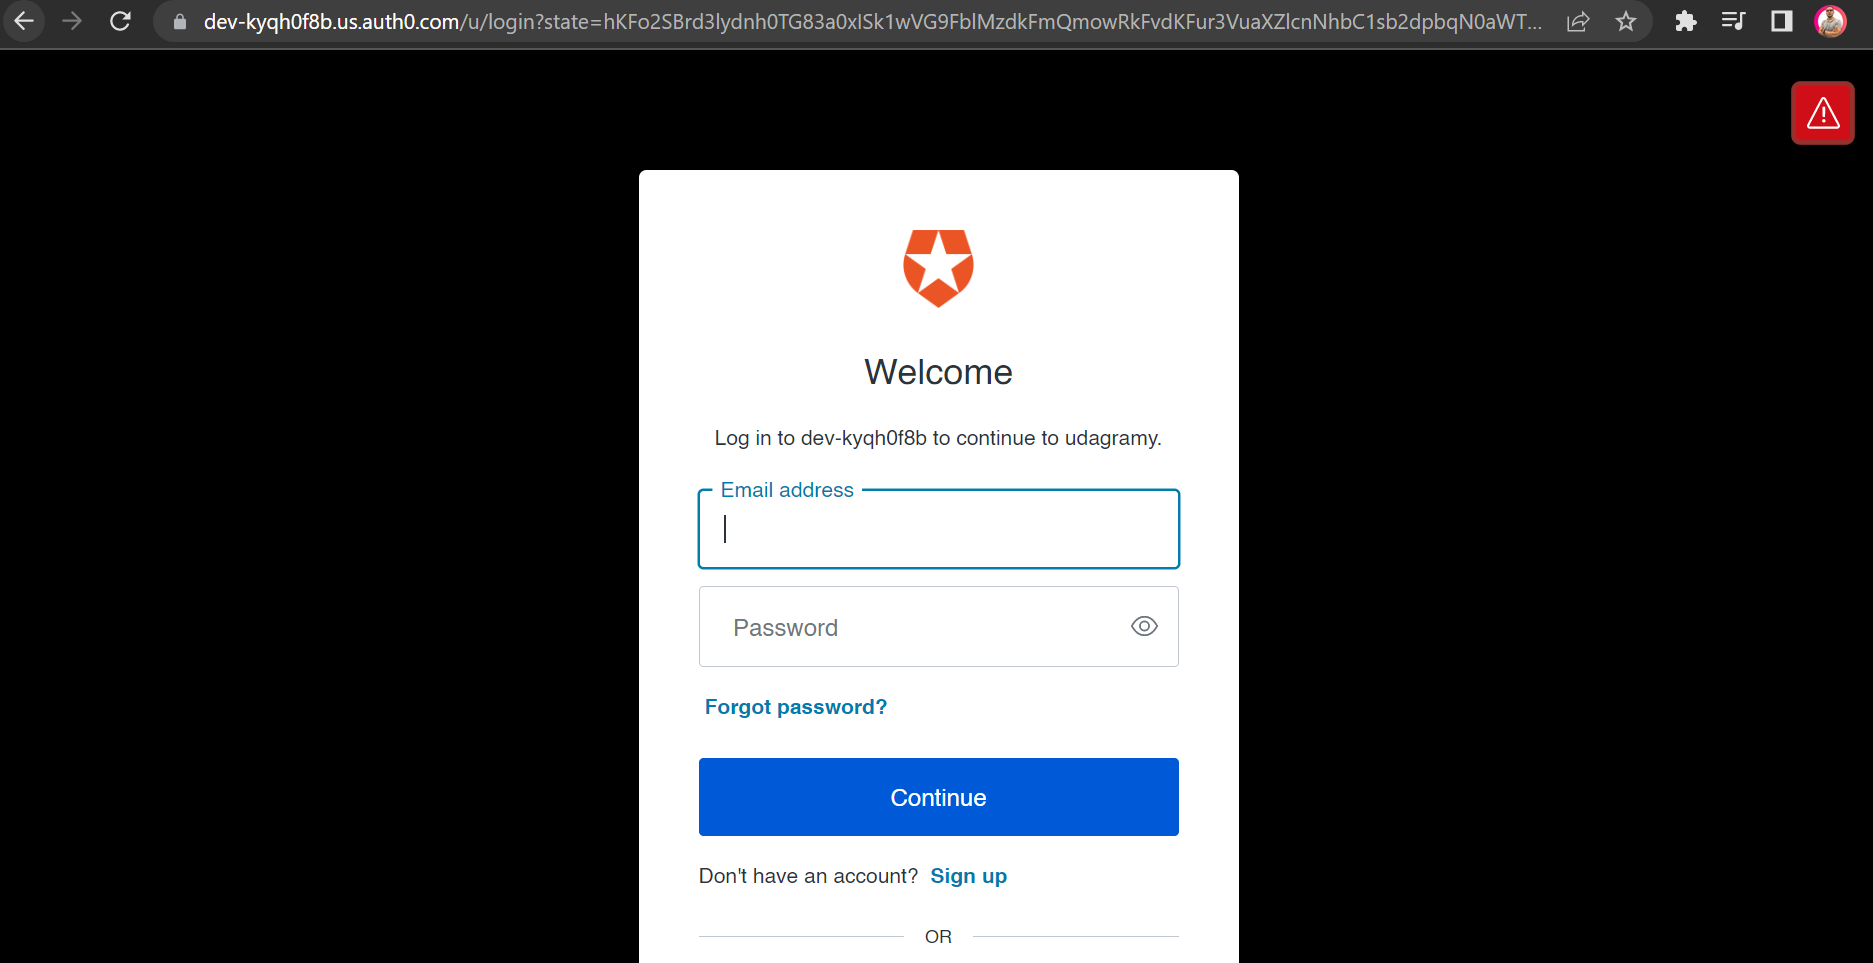 dev-kyqh0f8b.us.auth0.com/u/login?state=hKFo2SBrd3lydnh0TG83a0xlSk1wVG9FblMzdkFmQmowRkFvdKFur3VuaXZlcnNhbC1sb2dpbqN0aWT...
Welcome
Log in to dev-kyqh0f8b to continue to udagramy.
Email address
Password
Forgot password?
Continue
Don't have an account? Sign up
OR